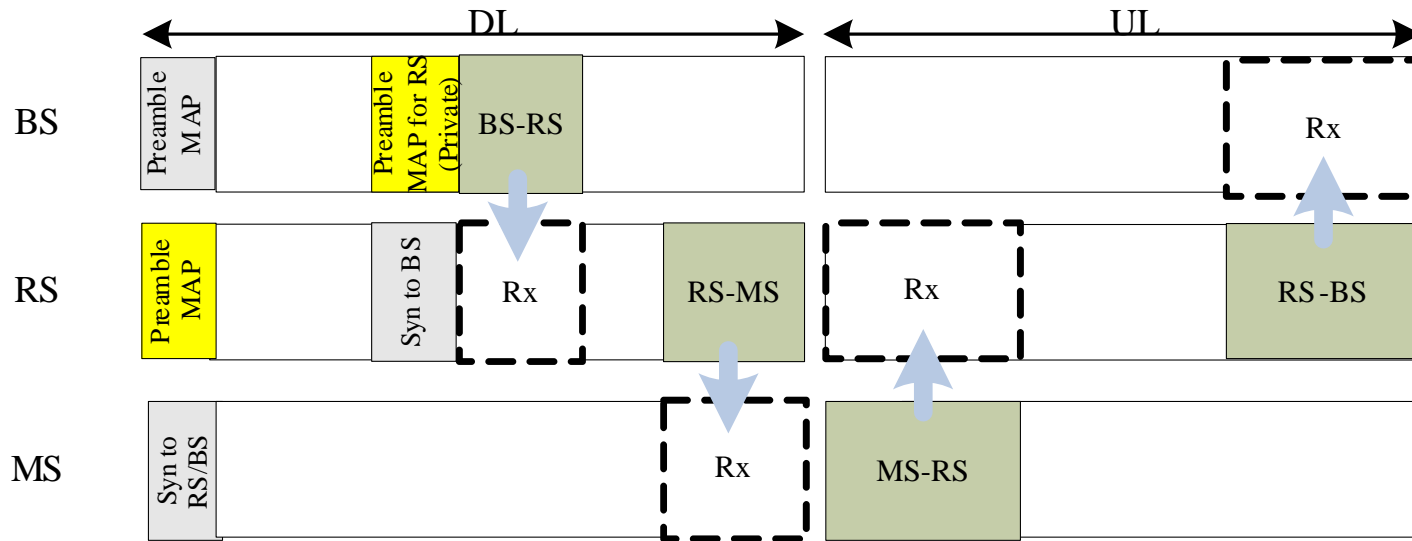 DL
UL
BS
Preamble
MAP
Preamble
MAP for RS
(Private)
BS-RS
Rx
RS
Preamble
MAP
Syn to BS
Rx
RS-MS
Rx
RS-BS
MS
Syn to
RS/BS
Rx
MS-RS